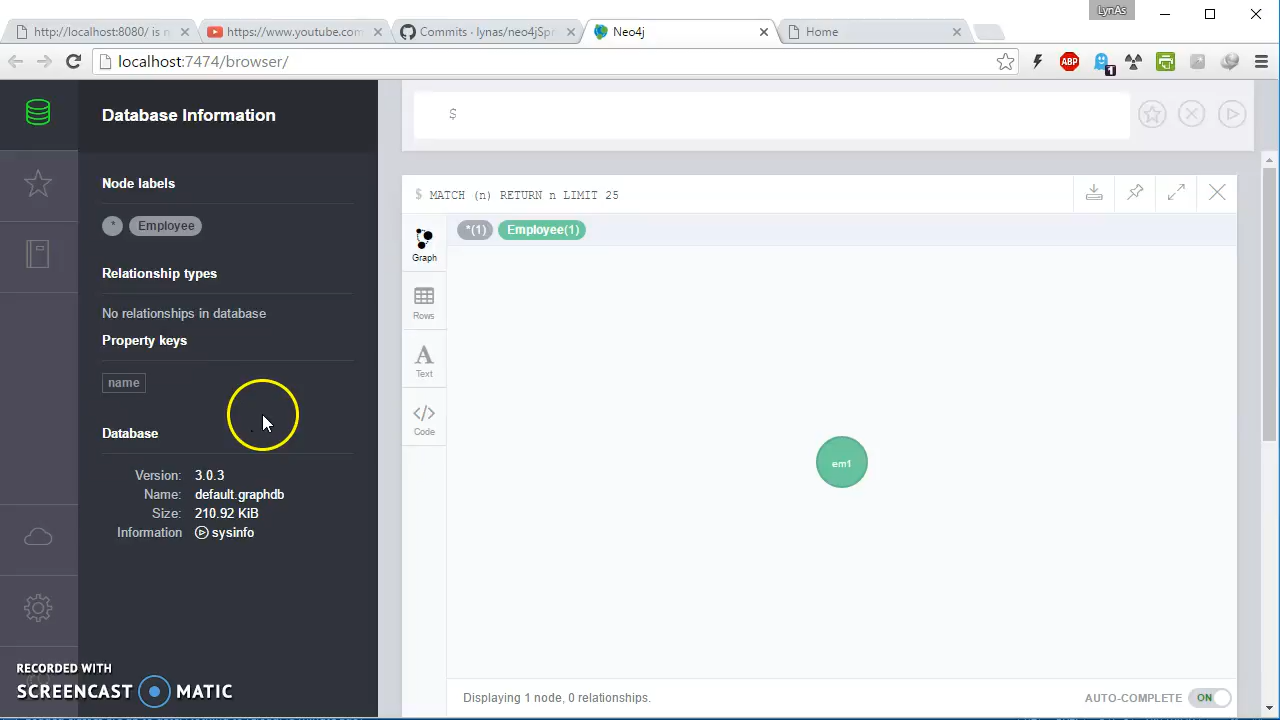 LynAs
http://localhost:8080/ is n
https://www.youtube.com
Commits · lynas/neo4jSpr
Neo4j
Home
localhost:7474/browser/
ABP
1
Database Information
$
Node labels
$ MATCH (n) RETURN n LIMIT 25
* Employee
*(1) Employee(1)
Graph
Relationship types
No relationships in database
Rows
Property keys
name
Text
Database
Code
Version: 3.0.3
Name: default.graphdb
Size: 210.92 KiB
Information sysinfo
em1
RECORDED WITH
SCREENCAST MATIC
Displaying 1 node, 0 relationships.
AUTO-COMPLETE ON